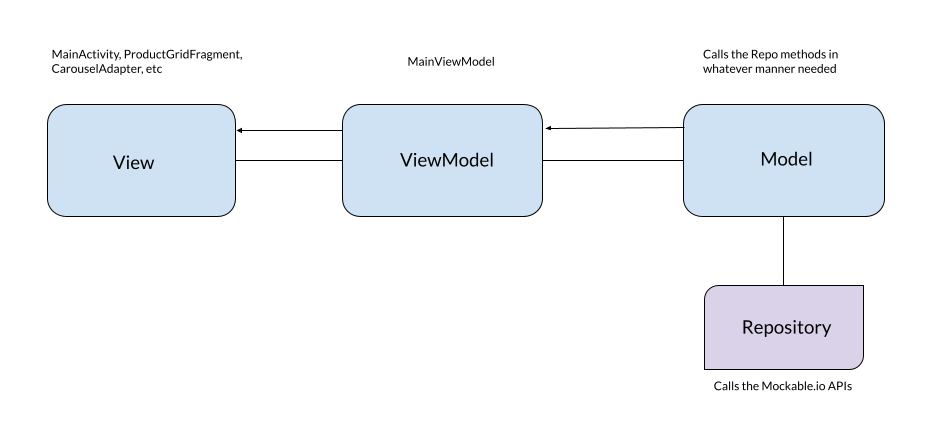 MainActivity, ProductGridFragment,
CarouselAdapter, etc
MainViewModel
Calls the Repo methods in
whatever manner needed
View
ViewModel
Model
Repository
Calls the Mockable.io APIs